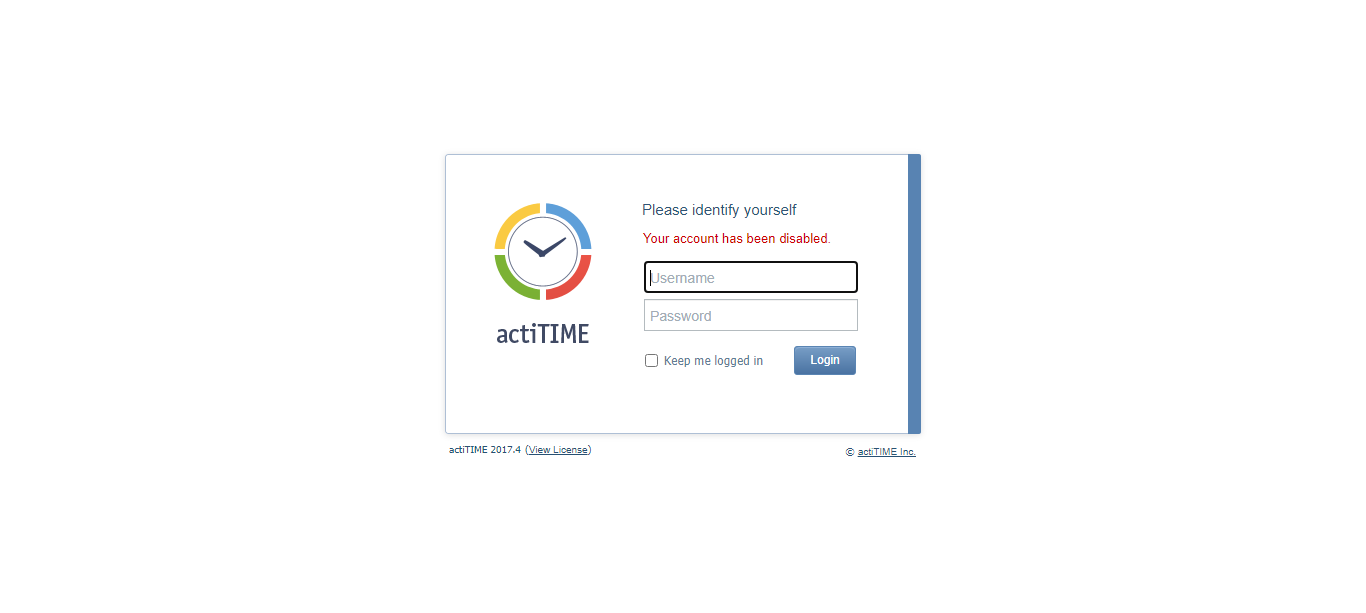 Please identify yourself
Your account has been disabled.
Username
Password
actiTIME
Keep me logged in
Login
actiTIME 2017.4 (View License)
© actiTIME Inc.